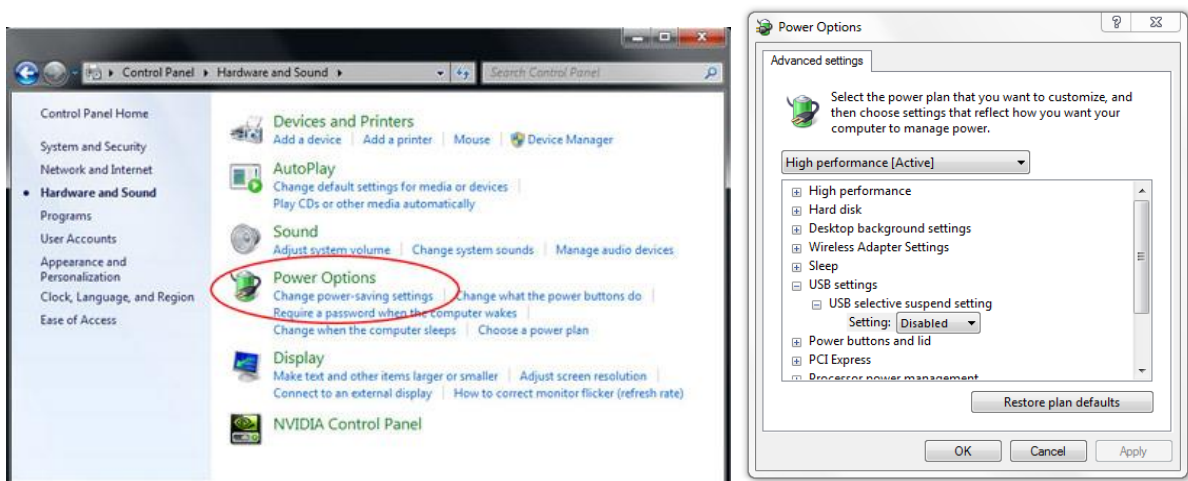 Control Panel ▸ Hardware and Sound ▸
Search Control Panel
Control Panel Home
System and Security
Network and Internet
Hardware and Sound
Programs
User Accounts
Appearance and
Personalization
Clock, Language, and Region
Ease of Access
Devices and Printers
Add a device | Add a printer | Mouse | Device Manager
AutoPlay
Change default settings for media or devices |
Play CDs or other media automatically
Sound
Adjust system volume | Change system sounds | Manage audio devices
Power Options
Change power-saving settings | Change what the power buttons do |
Require a password when the computer wakes |
Change when the computer sleeps | Choose a power plan
Display
Make text and other items larger or smaller | Adjust screen resolution |
Connect to an external display | How to correct monitor flicker (refresh rate)
NVIDIA Control Panel
Power Options
?
Advanced settings
Select the power plan that you want to customize, and
then choose settings that reflect how you want your
computer to manage power.
High performance [Active]
High performance
Hard disk
Desktop background settings
Wireless Adapter Settings
Sleep
USB settings
USB selective suspend setting
Setting: Disabled
Power buttons and lid
PCI Express
Processor power management
Restore plan defaults
OK Cancel Apply